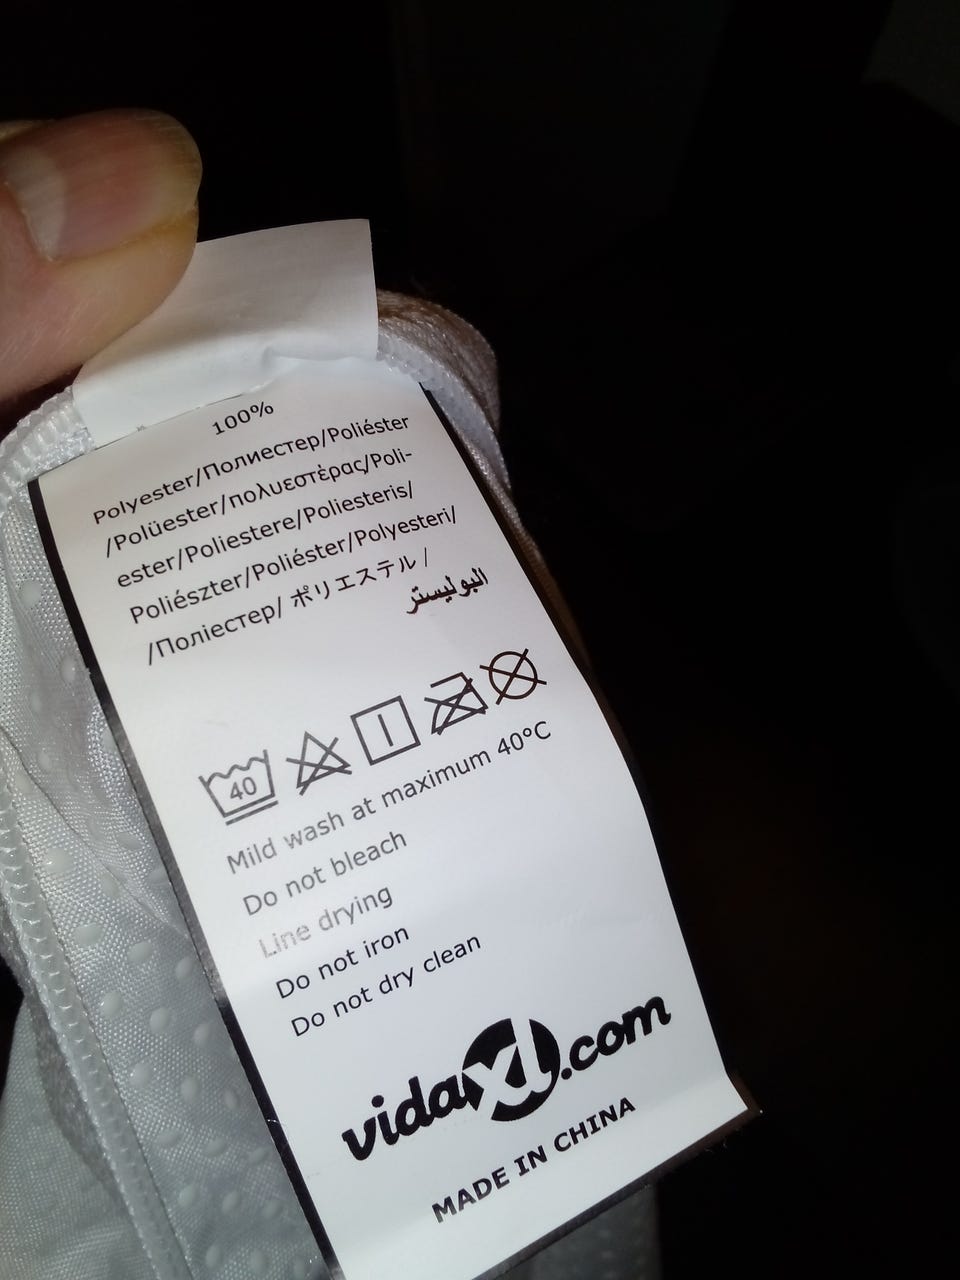 100%
Polyester/Полиестер/Poliéster
/Polüester/πολυεστέρας/Poli-
ester/Poliestere/Poliesteris/
Poliészter/Poliéster/Polyesteri/
/Поліестер/ ポリエステル /
البوليستر
40
Mild wash at maximum 40°C
Do not bleach
Line drying
Do not iron
Do not dry clean
vidaXL.com
MADE IN CHINA